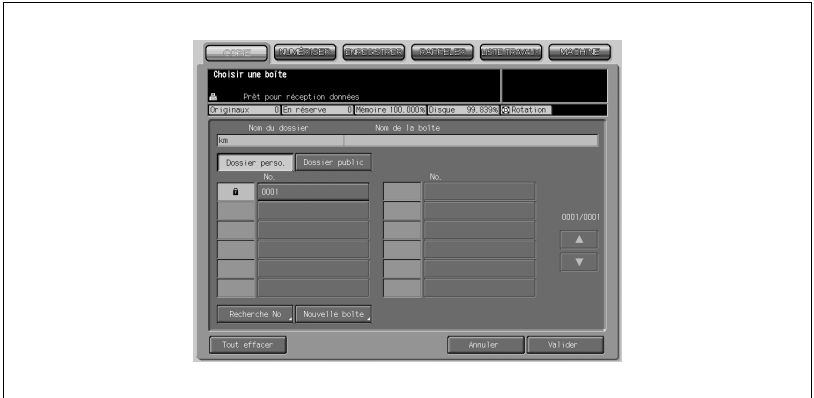 COPIE NUMÉRISER ENREGISTRER RAPPELER LISTE TRAVAUX MACHINE
Choisir une boîte
Prêt pour réception données
Originaux 0 En réserve 0 Mémoire 100.000% Disque 99.839% Rotation
Nom du dossier Nom de la boîte
km
Dossier perso. Dossier public
No. No.
0001
0001/0001
Recherche No Nouvelle boîte
Tout effacer Annuler Valider